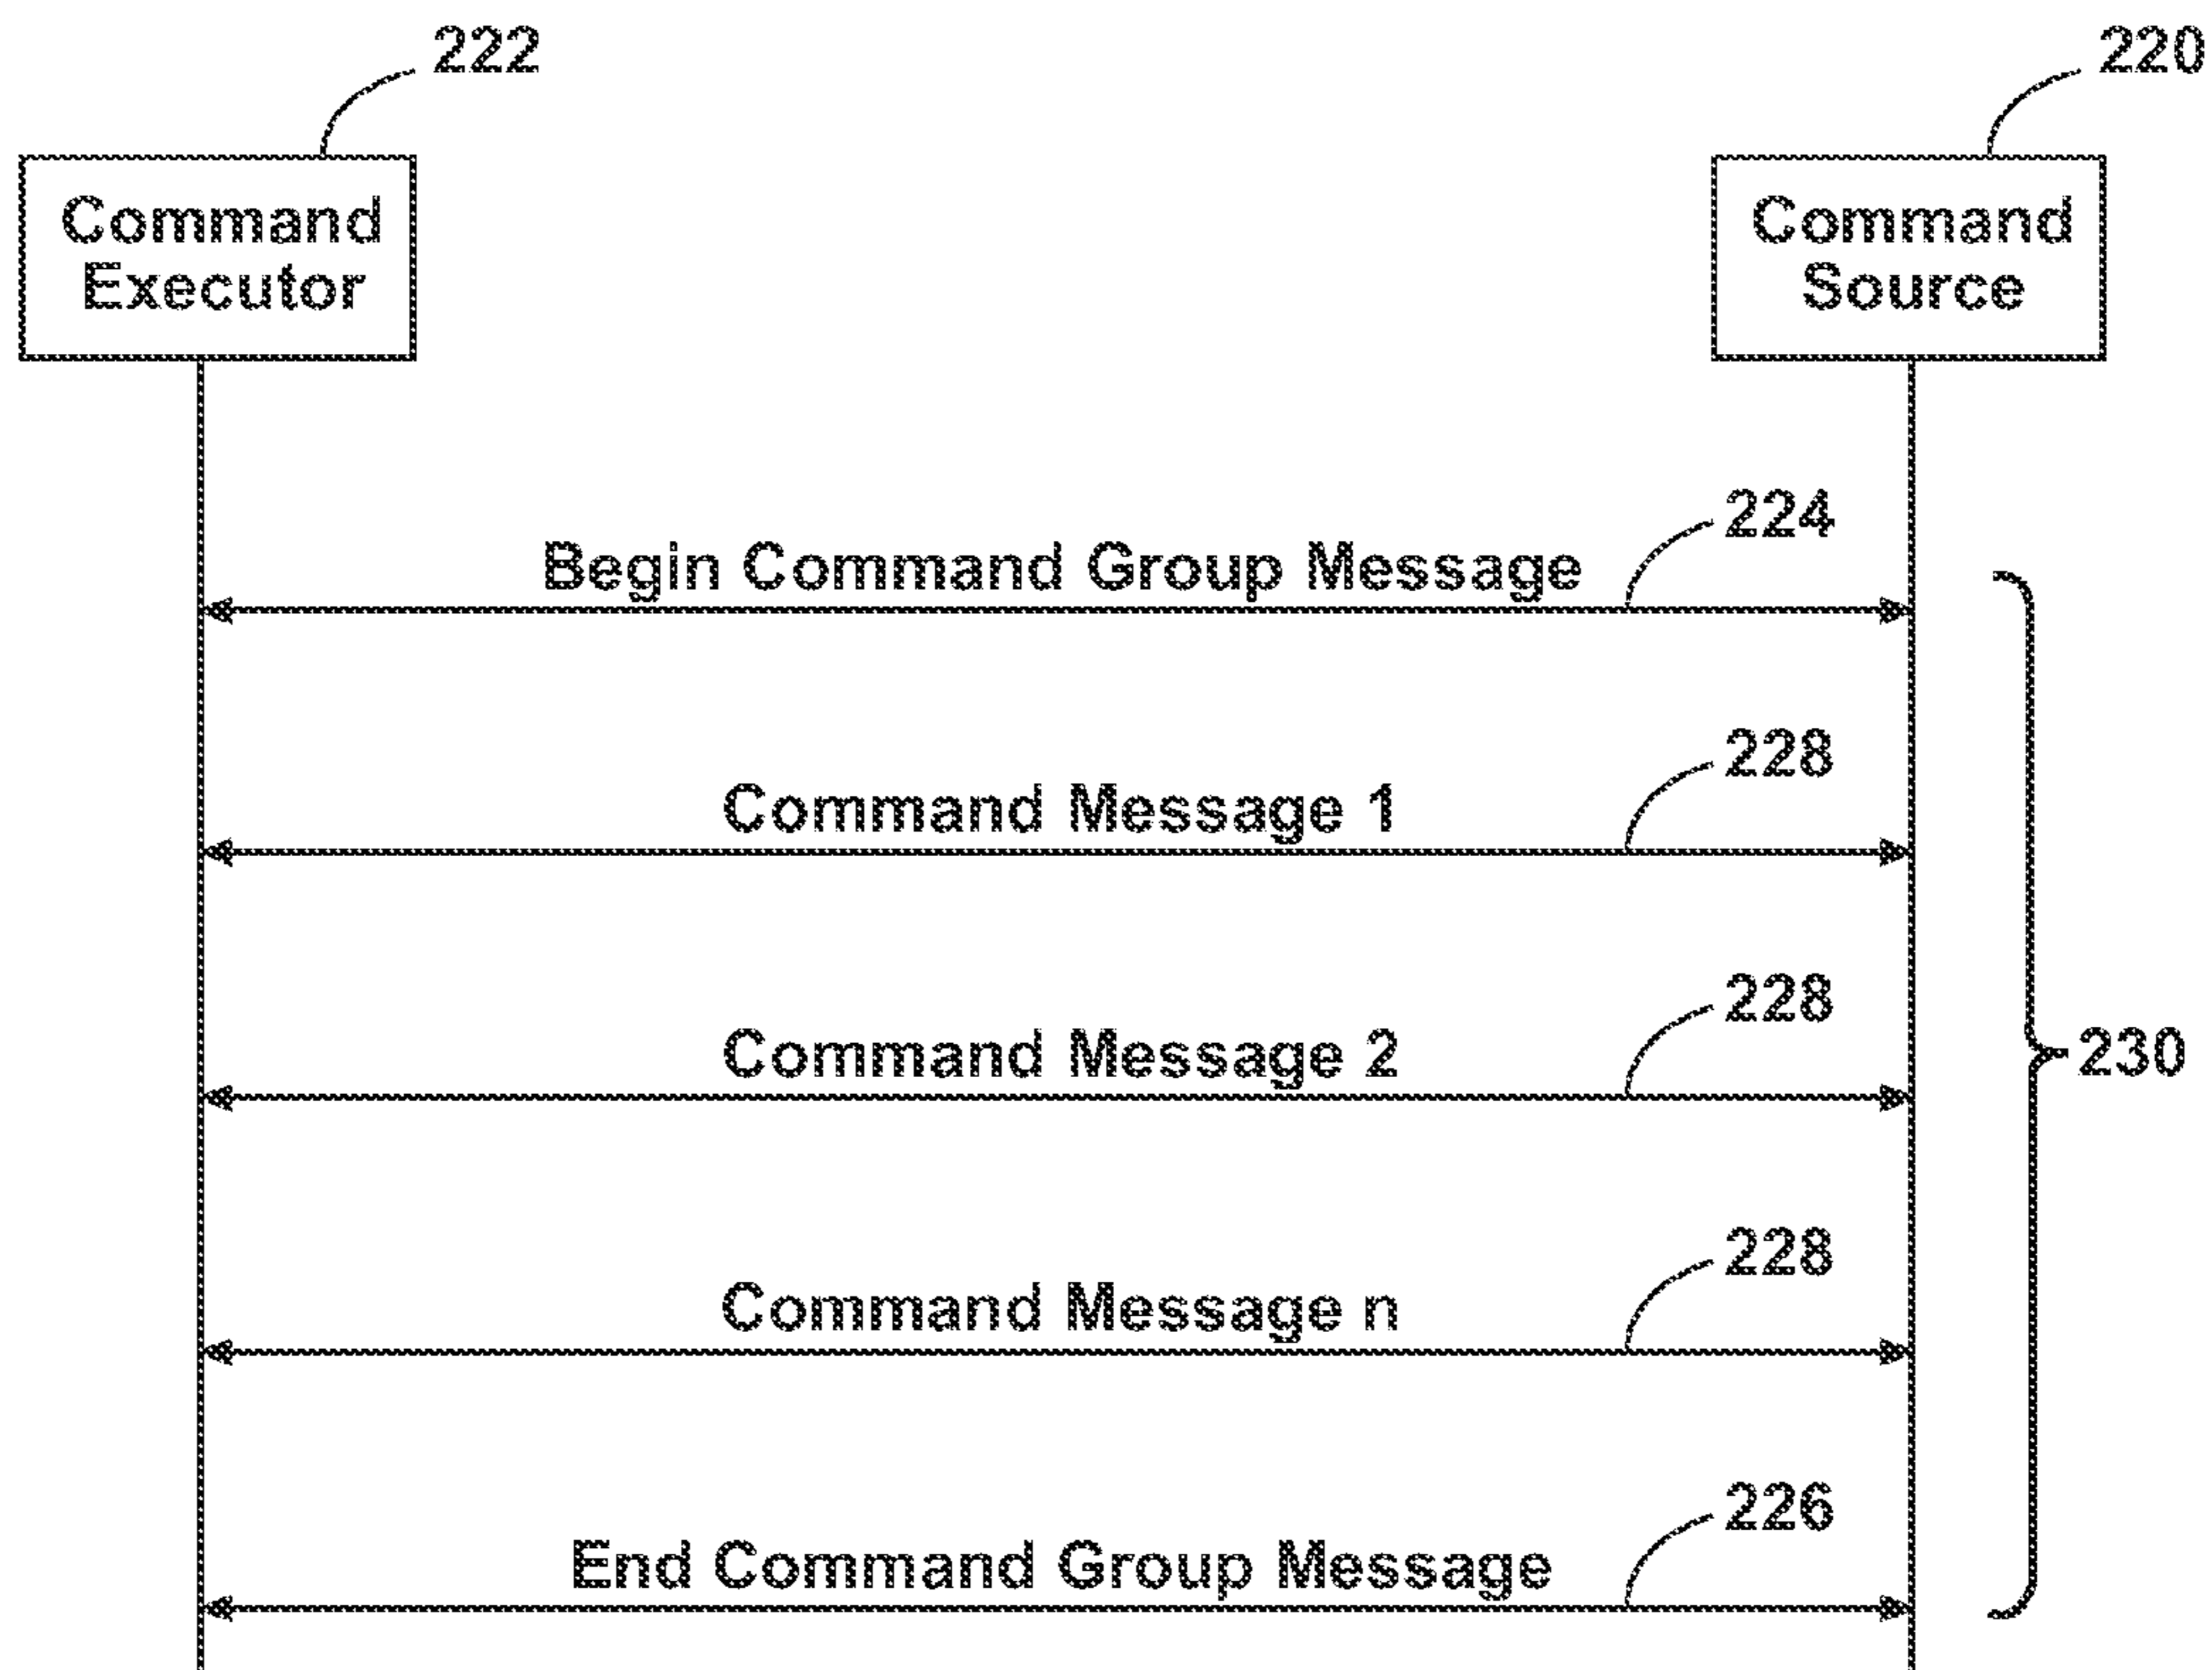 222
220
Command
Executor
Command
Source
224
Begin Command Group Message
228
Command Message 1
228
Command Message 2
230
228
Command Message n
226
End Command Group Message